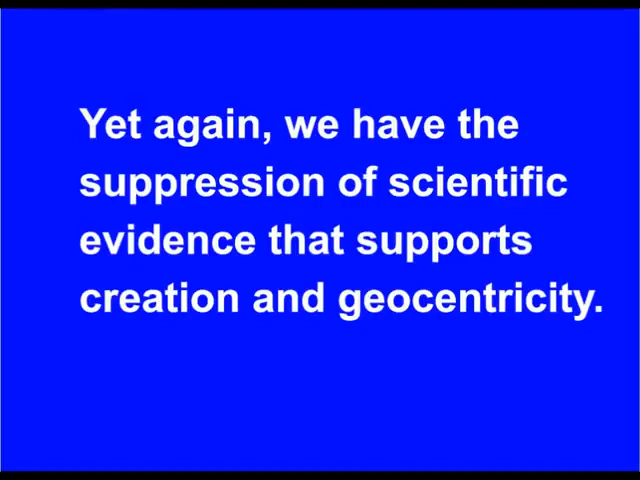 Yet again, we have the
suppression of scientific
evidence that supports
creation and geocentricity.